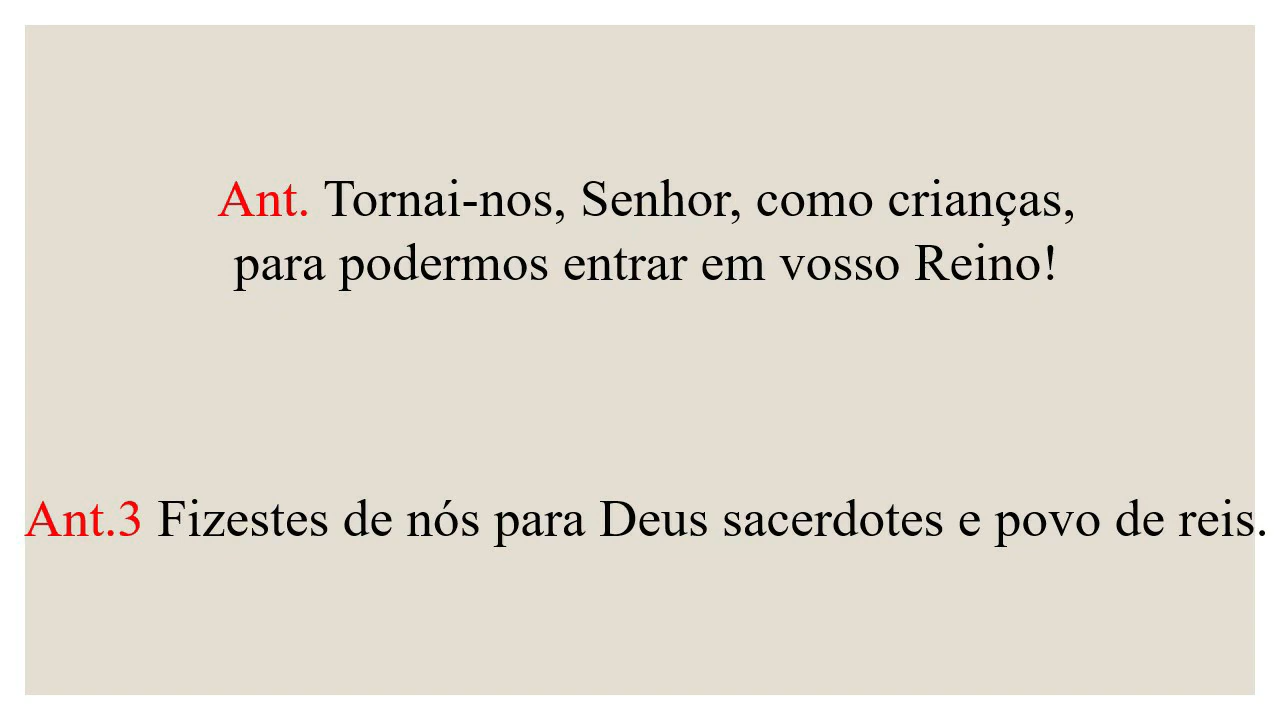 Ant. Tornai-nos, Senhor, como crianças,
para podermos entrar em vosso Reino!
Ant.3 Fizestes de nós para Deus sacerdotes e povo de reis.